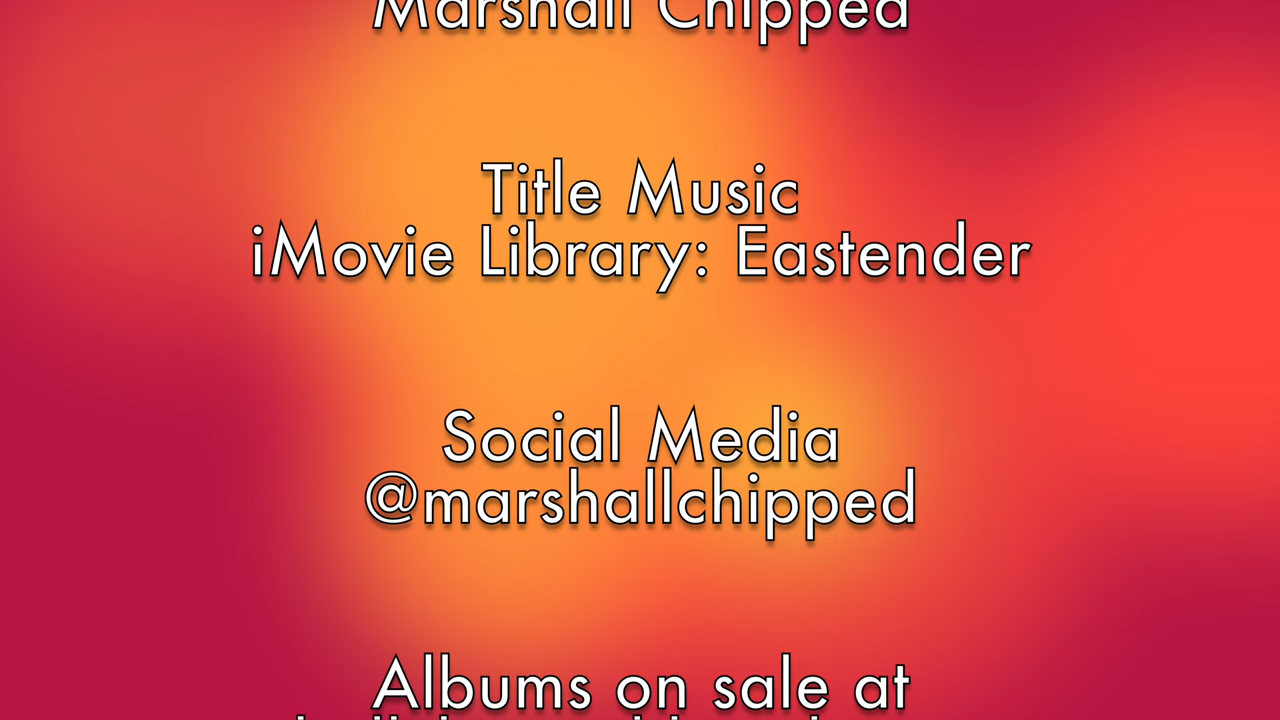 Marshall Chipped
Title Music
iMovie Library: Eastender
Social Media
@marshallchipped
Albums on sale at